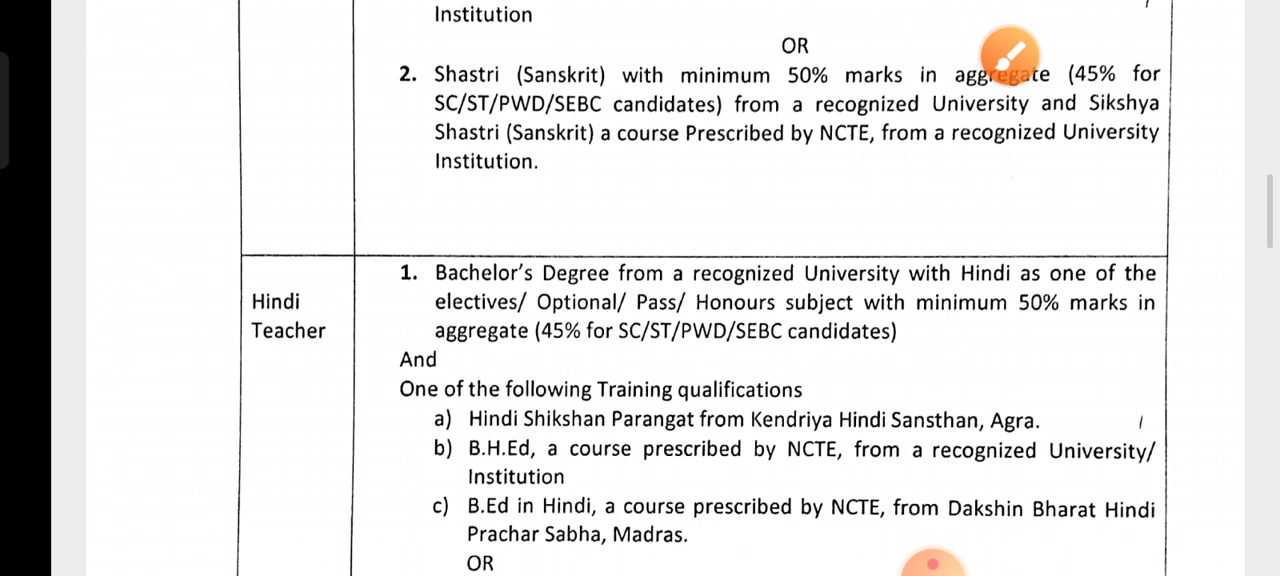 Institution
OR
2. Shastri (Sanskrit) with minimum 50% marks in aggregate (45% for
SC/ST/PWD/SEBC candidates) from a recognized University and Sikshya
Shastri (Sanskrit) a course Prescribed by NCTE, from a recognized University
Institution.
1. Bachelor's Degree from a recognized University with Hindi as one of the
Hindi
Teacher
electives/ Optional/ Pass/ Honours subject with minimum 50% marks in
aggregate (45% for SC/ST/PWD/SEBC candidates)
And
One of the following Training qualifications
a) Hindi Shikshan Parangat from Kendriya Hindi Sansthan, Agra.
b) B.H.Ed, a course prescribed by NCTE, from a recognized University/
Institution
c) B.Ed in Hindi, a course prescribed by NCTE, from Dakshin Bharat Hindi
Prachar Sabha, Madras.
OR